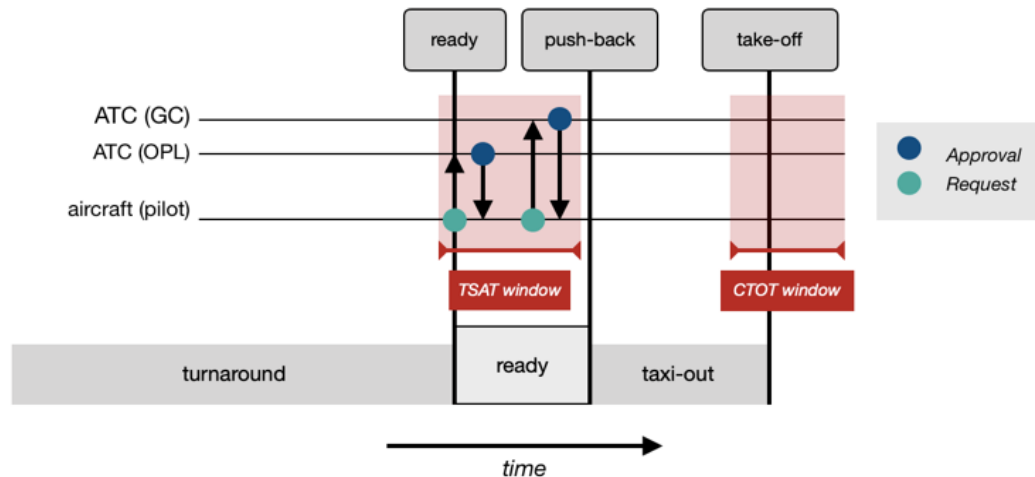 ready
push-back
take-off
ATC (GC)
ATC (OPL)
aircraft (pilot)
Approval
Request
TSAT window
CTOT window
turnaround
ready
taxi-out
time